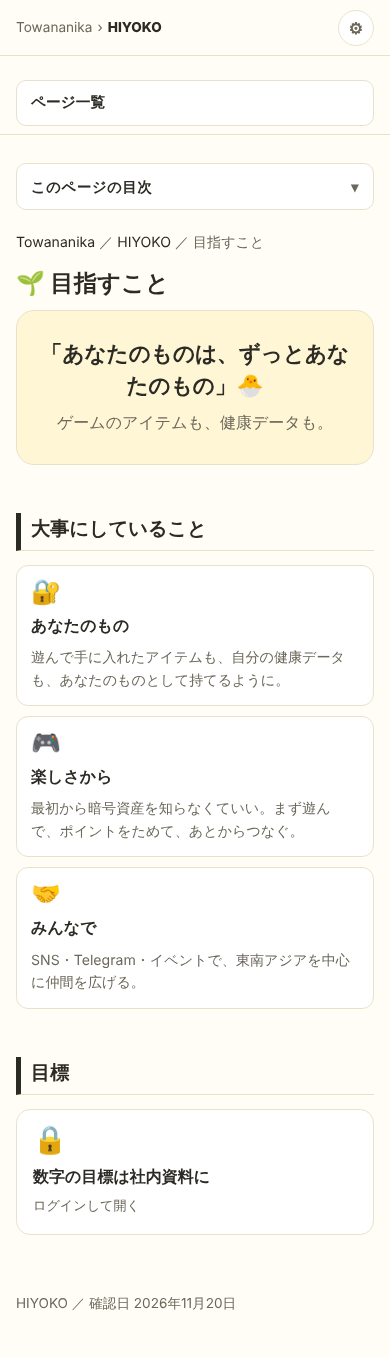 Towananika › HIYOKO
ページ一覧
このページの目次 ▼
Towananika ／ HIYOKO ／ 目指すこと
🌱 目指すこと
「あなたのものは、ずっとあな
たのもの」🐣
ゲームのアイテムも、健康データも。
大事にしていること
あなたのもの
遊んで手に入れたアイテムも、自分の健康データ
も、あなたのものとして持てるように。
楽しさから
最初から暗号資産を知らなくていい。まず遊ん
で、ポイントをためて、あとからつなぐ。
みんなで
SNS・Telegram・イベントで、東南アジアを中心
に仲間を広げる。
目標
数字の目標は社内資料に
ログインして開く
HIYOKO ／ 確認日 2026年11月20日